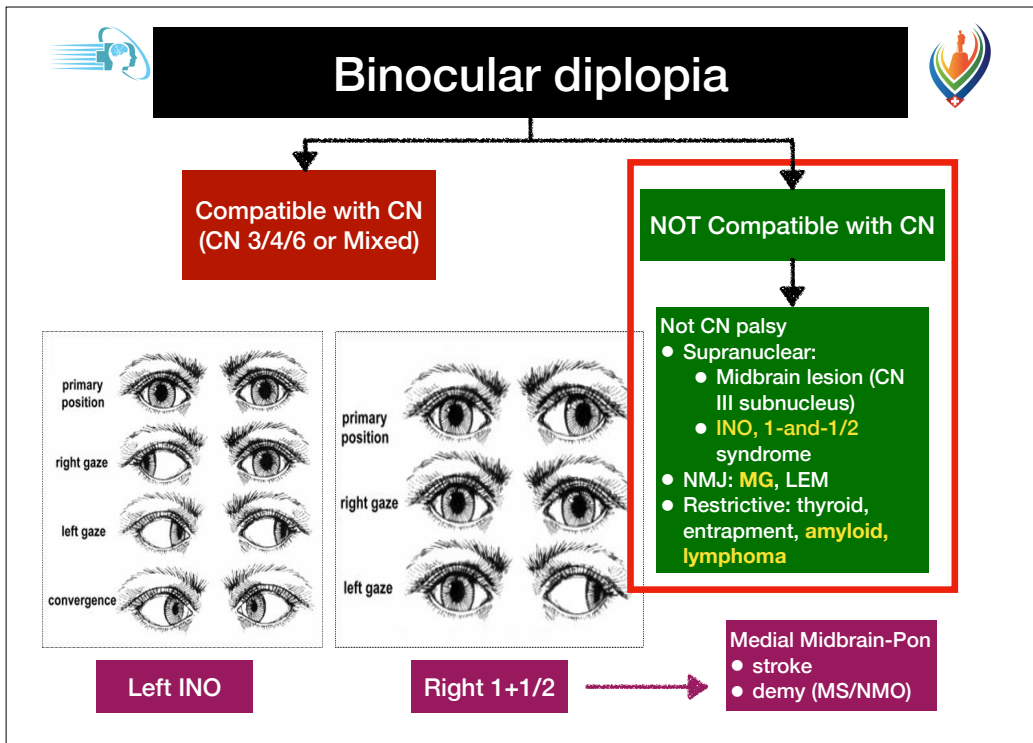 Binocular diplopia
Compatible with CN
(CN 3/4/6 or Mixed)
NOT Compatible with CN
Not CN palsy
● Supranuclear:
● Midbrain lesion (CN
III subnucleus)
● INO, 1-and-1/2
syndrome
● NMJ: MG, LEM
● Restrictive: thyroid,
entrapment, amyloid,
lymphoma
primary
position
right gaze
left gaze
convergence
Left INO
primary
position
right gaze
left gaze
Right 1+1/2
Medial Midbrain-Pon
● stroke
● demy (MS/NMO)